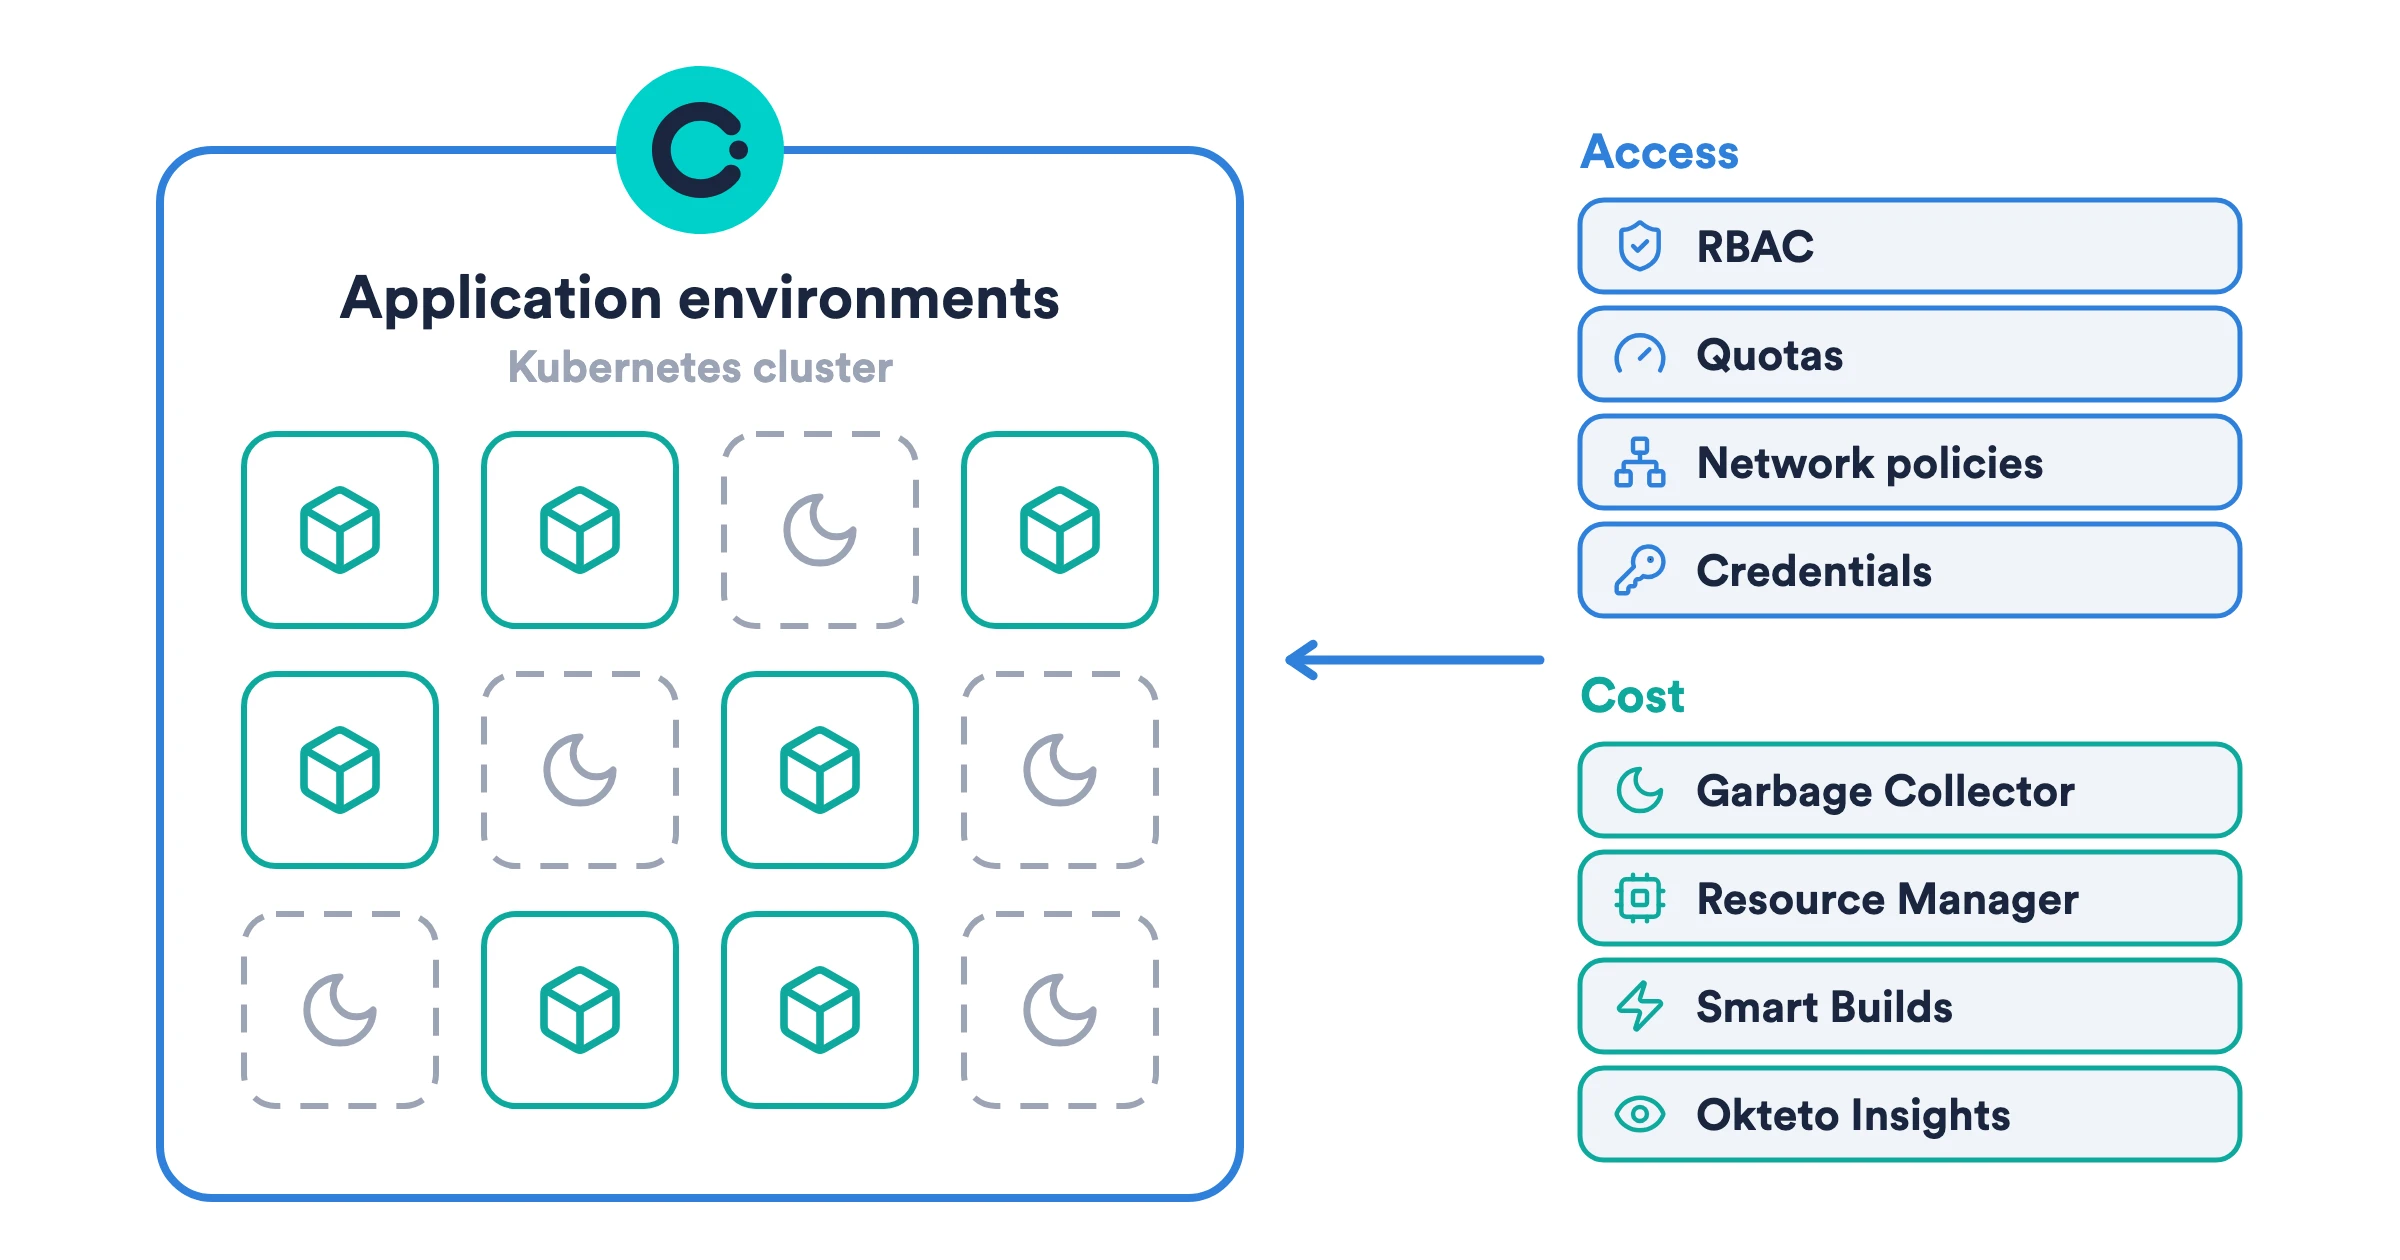 Application environments
Kubernetes cluster
Access
RBAC
Quotas
Network policies
Credentials
Cost
Garbage Collector
Resource Manager
Smart Builds
Okteto Insights